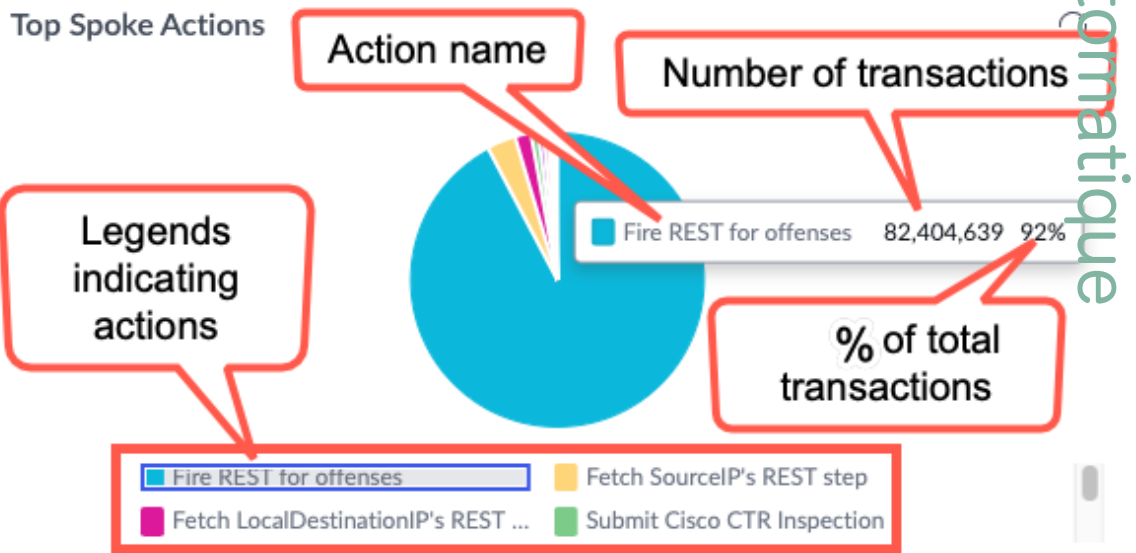 Top Spoke Actions
Action name
Number of transactions
Legends
indicating
actions
Fire REST for offenses 82,404,639 92%
% of total
transactions
Fire REST for offenses
Fetch SourceIP's REST step
Fetch LocalDestinationIP's REST ...
Submit Cisco CTR Inspection
omatique